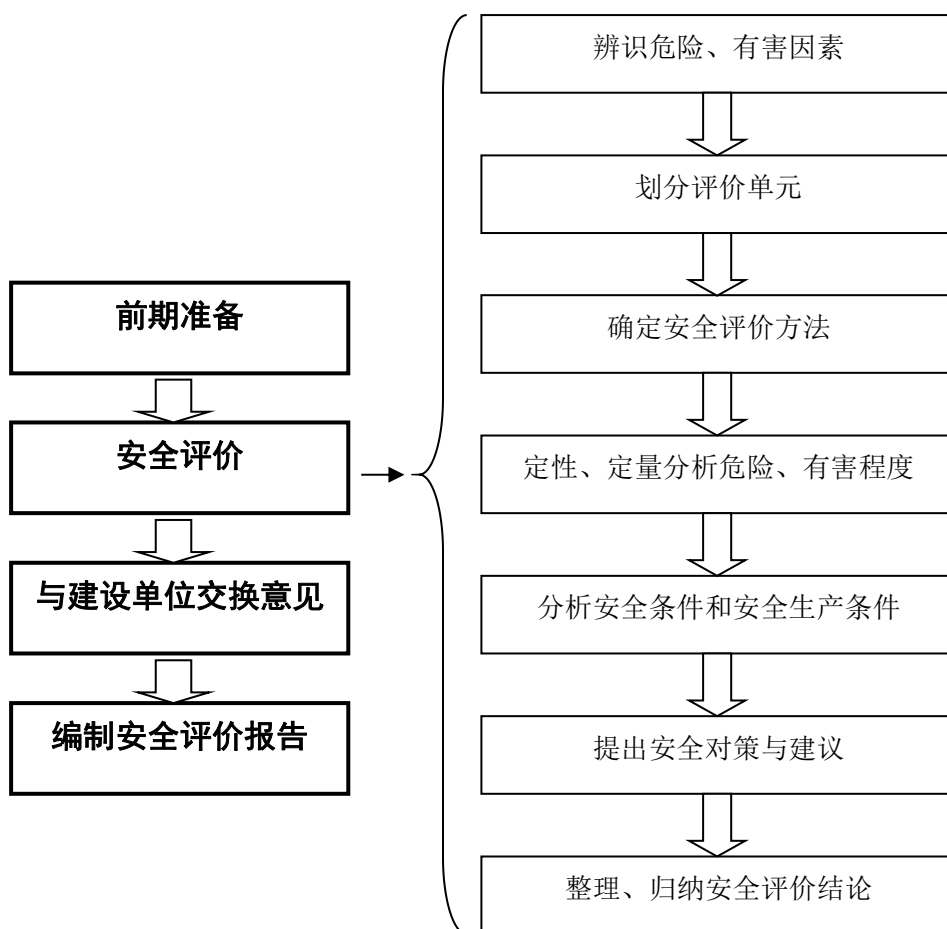 前期准备
安全评价
与建设单位交换意见
编制安全评价报告
辨识危险、有害因素
划分评价单元
确定安全评价方法
定性、定量分析危险、有害程度
分析安全条件和安全生产条件
提出安全对策与建议
整理、归纳安全评价结论